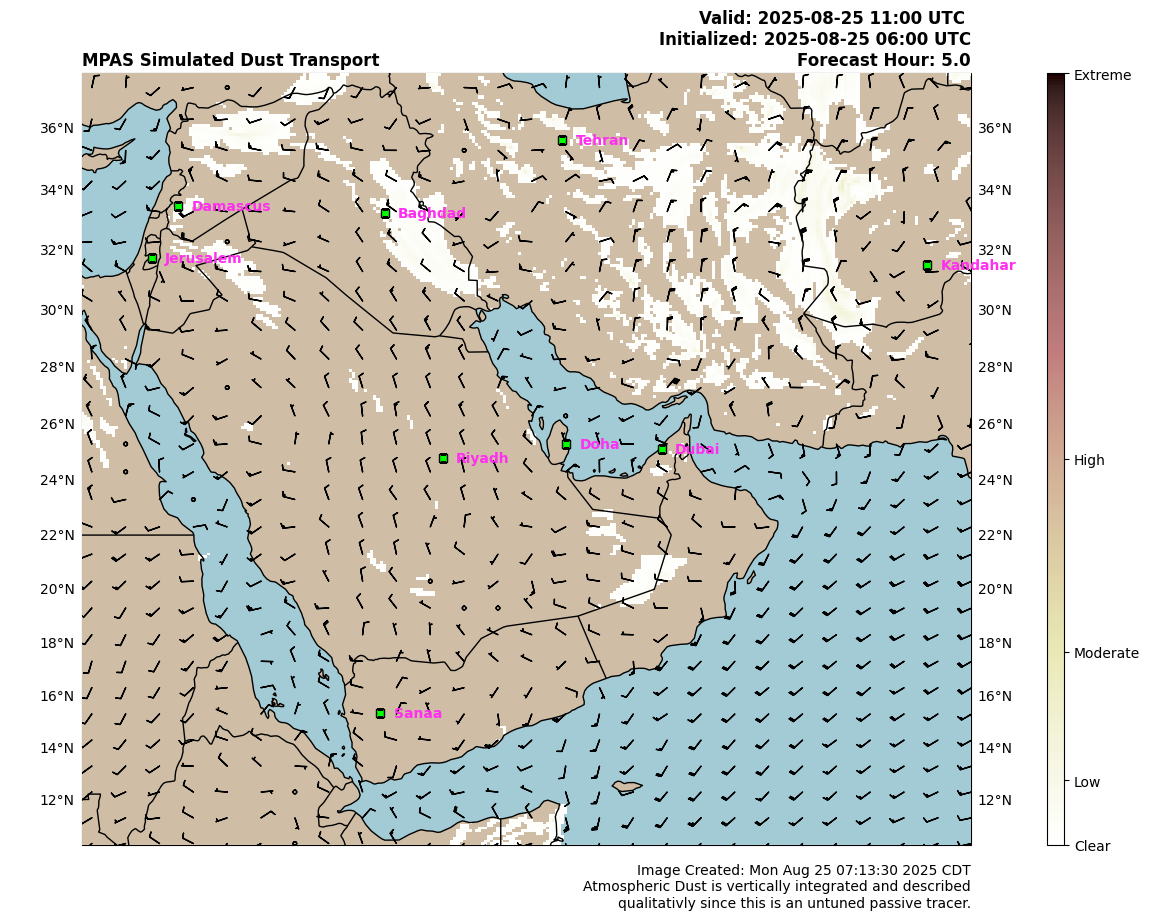 Valid: 2025-08-25 11:00 UTC
Initialized: 2025-08-25 06:00 UTC
MPAS Simulated Dust Transport
Forecast Hour: 5.0
Extreme
High
Moderate
Low
Clear
36°N
34°N
32°N
30°N
28°N
26°N
24°N
22°N
20°N
18°N
16°N
14°N
12°N
36°N
34°N
32°N
30°N
28°N
26°N
24°N
22°N
20°N
18°N
16°N
14°N
12°N
Tehran
Damascus
Baghdad
Jerusalem
Kandahar
Doha
Dubai
Riyadh
Sanaa
Image Created: Mon Aug 25 07:13:30 2025 CDT
Atmospheric Dust is vertically integrated and described
qualitativly since this is an untuned passive tracer.